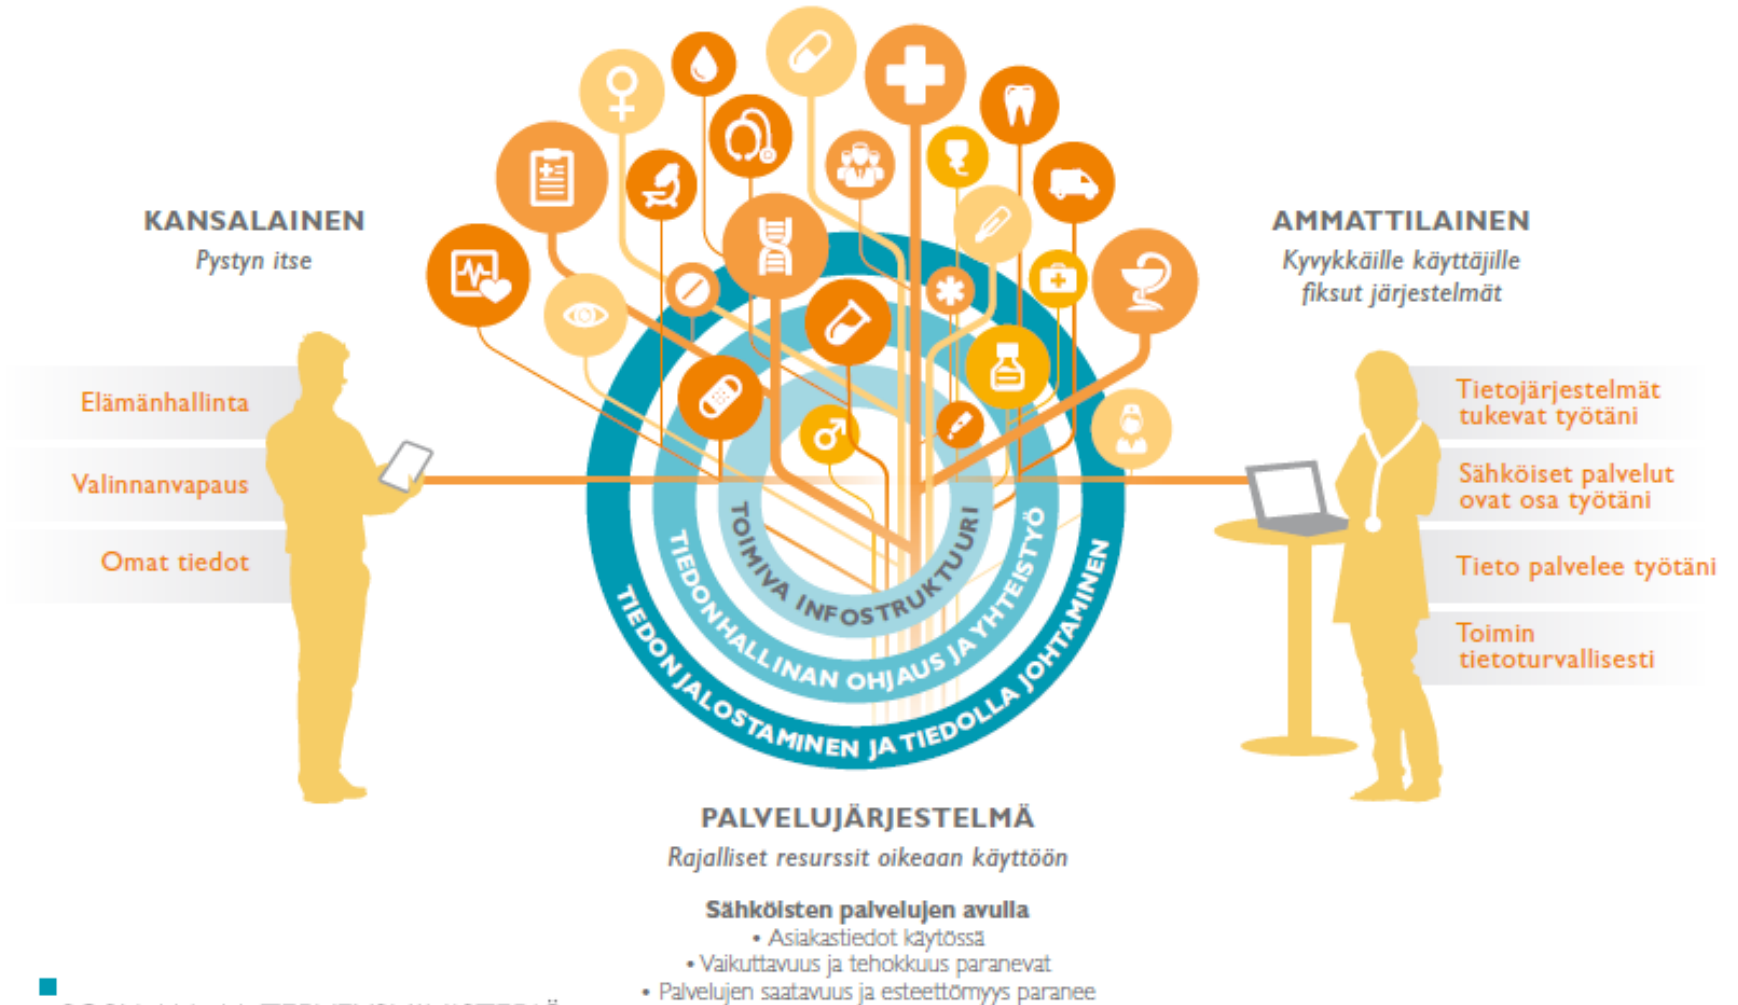 KANSALAINEN
Pystyn itse
Elämänhallinta
Valinnanvapaus
Omat tiedot
AMMATTILAINEN
Kyvykkäille käyttäjille
fiksut järjestelmät
Tietojärjestelmät
tukevat työtäni
Sähköiset palvelut
ovat osa työtäni
Tieto palvelee työtäni
Toimin
tietoturvallisesti
TOIMIVA INFOSTRUKTUURI
TIEDONHALLINAN OHJAUS JA YHTEISTYÖ
TIEDON JALOSTAMINEN JA TIEDOLLA JOHTAMINEN
PALVELUJÄRJESTELMÄ
Rajalliset resurssit oikeaan käyttöön
Sähköisten palvelujen avulla
• Asiakastiedot käytössä
• Vaikuttavuus ja tehokkuus paranevat
• Palvelujen saatavuus ja esteettömyys paranee